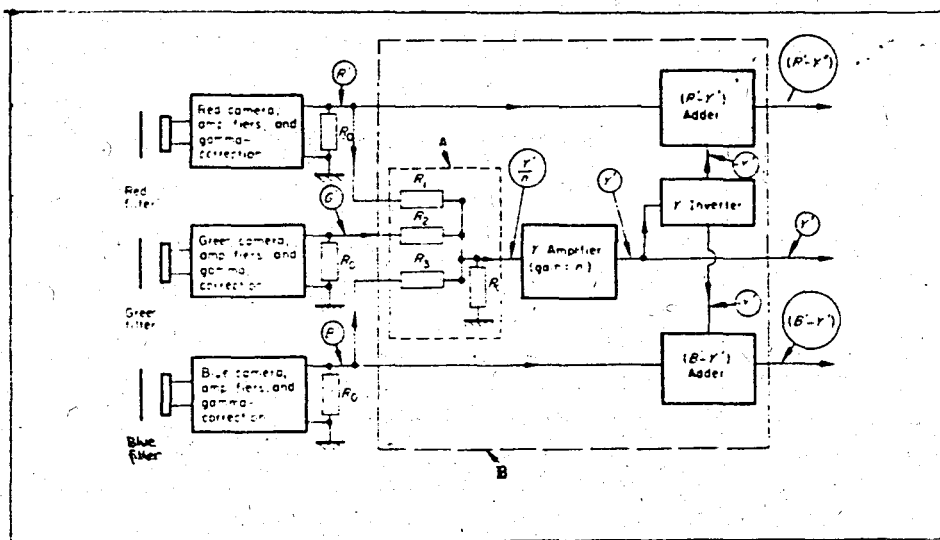 Red camera,
amplifiers, and
gamma-
correction
Red
filter
R'
R₀
Green camera,
amplifiers, and
gamma
correction
Green
filter
G'
R₀
Blue camera,
amplifiers, and
gamma-
correction
Blue
filter
R₀
A
R₁
R₂
R₃
R
Y'
n
Y Amplifier
(gain: n)
Y'
(R'-Y')
Adder
(R'-Y')
Y Inverter
Y'
(B'-Y')
Adder
(B'-Y')
B